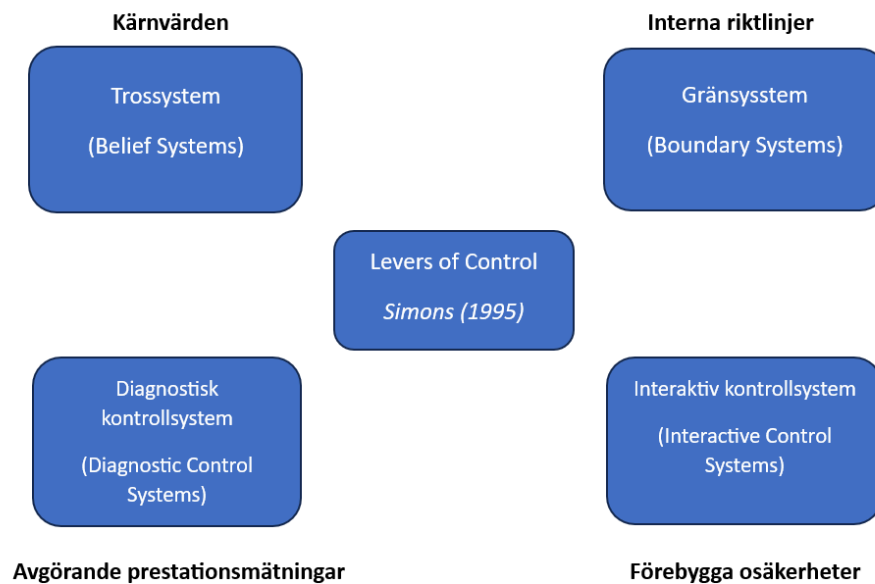 Kärnvärden
Interna riktlinjer
Trossystem
(Belief Systems)
Gränsysstem
(Boundary Systems)
Levers of Control
Simons (1995)
Diagnostisk
kontrollsystem
(Diagnostic Control
Systems)
Interaktiv kontrollsystem
(Interactive Control
Systems)
Avgörande prestationsmätningar
Förebygga osäkerheter